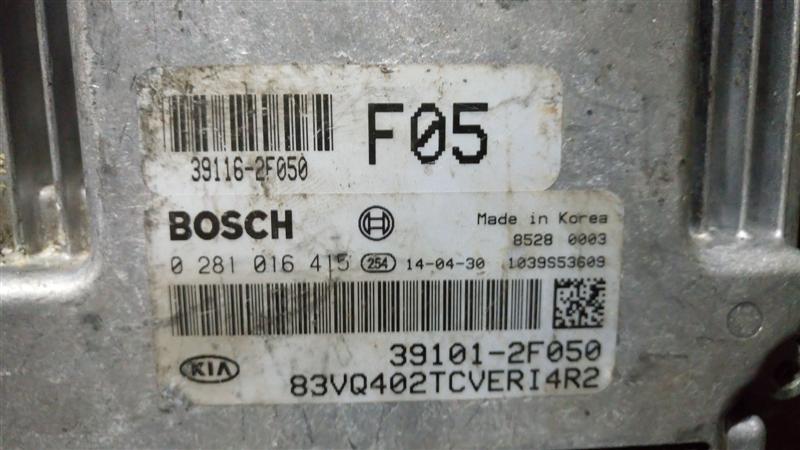 F05
39116-2F050
BOSCH Made in Korea
8528 0003
0 281 016 415 254 14-04-30 1039S53609
39101-2F050
KIA 83VQ402TCVERI4R2